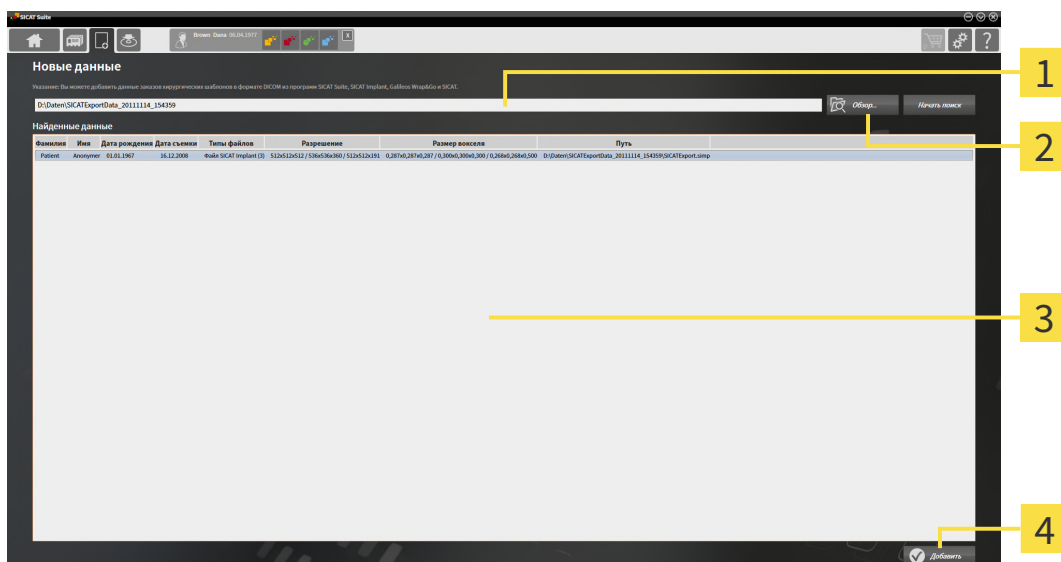 SICAT Suite
Brown Dana 06.04.1977
X
?
Новые данные
Указание: Вы можете добавить данные заказов хирургических шаблонов в формате DICOM из программ SICAT Suite, SICAT Implant, Galileos Wrap&Go и SICAT.
1
D:\Daten\SICATExportData_20111114_154359
Обзор...
Начать поиск
Найденные данные
2
Фамилия Имя Дата рождения Дата съемки Типы файлов Разрешение Размер вокселя Путь
Patient Anonymer 01.01.1967 16.12.2008 Файл SICAT Implant (3) 512x512x512 / 536x536x360 / 512x512x191 0,287x0,287x0,287 / 0,300x0,300x0,300 / 0,268x0,268x0,500 D:\Daten\SICATExportData_20111114_154359\SICATExport.simp
3
4
Добавить